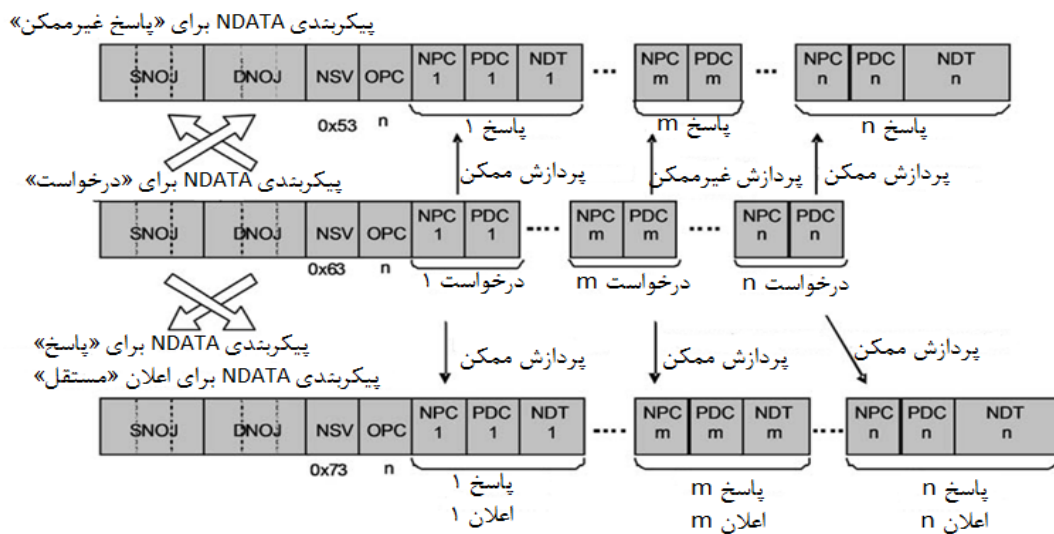 پیکربندی NDATA برای «پاسخ غیرممکن»
SNOJ DNOJ NSV OPC NPC 1 PDC 1 NDT 1 ... NPC m PDC m ... NPC n PDC n NDT n
0x53 n پاسخ ۱ پاسخ m پاسخ n
پردازش ممکن پردازش غیرممکن پردازش ممکن
پیکربندی NDATA برای «درخواست»
SNOJ DNOJ NSV OPC NPC 1 PDC 1 .... NPC m PDC m .... NPC n PDC n
0x63 n درخواست ۱ درخواست m درخواست n
پیکربندی NDATA برای «پاسخ»
پردازش ممکن پردازش ممکن پردازش ممکن
پیکربندی NDATA برای اعلان «مستقل»
SNOJ DNOJ NSV OPC NPC 1 PDC 1 NDT 1 .... NPC m PDC m NDT m .... NPC n PDC n NDT n
0x73 n پاسخ ۱ پاسخ m پاسخ n
اعلان ۱ اعلان m اعلان n